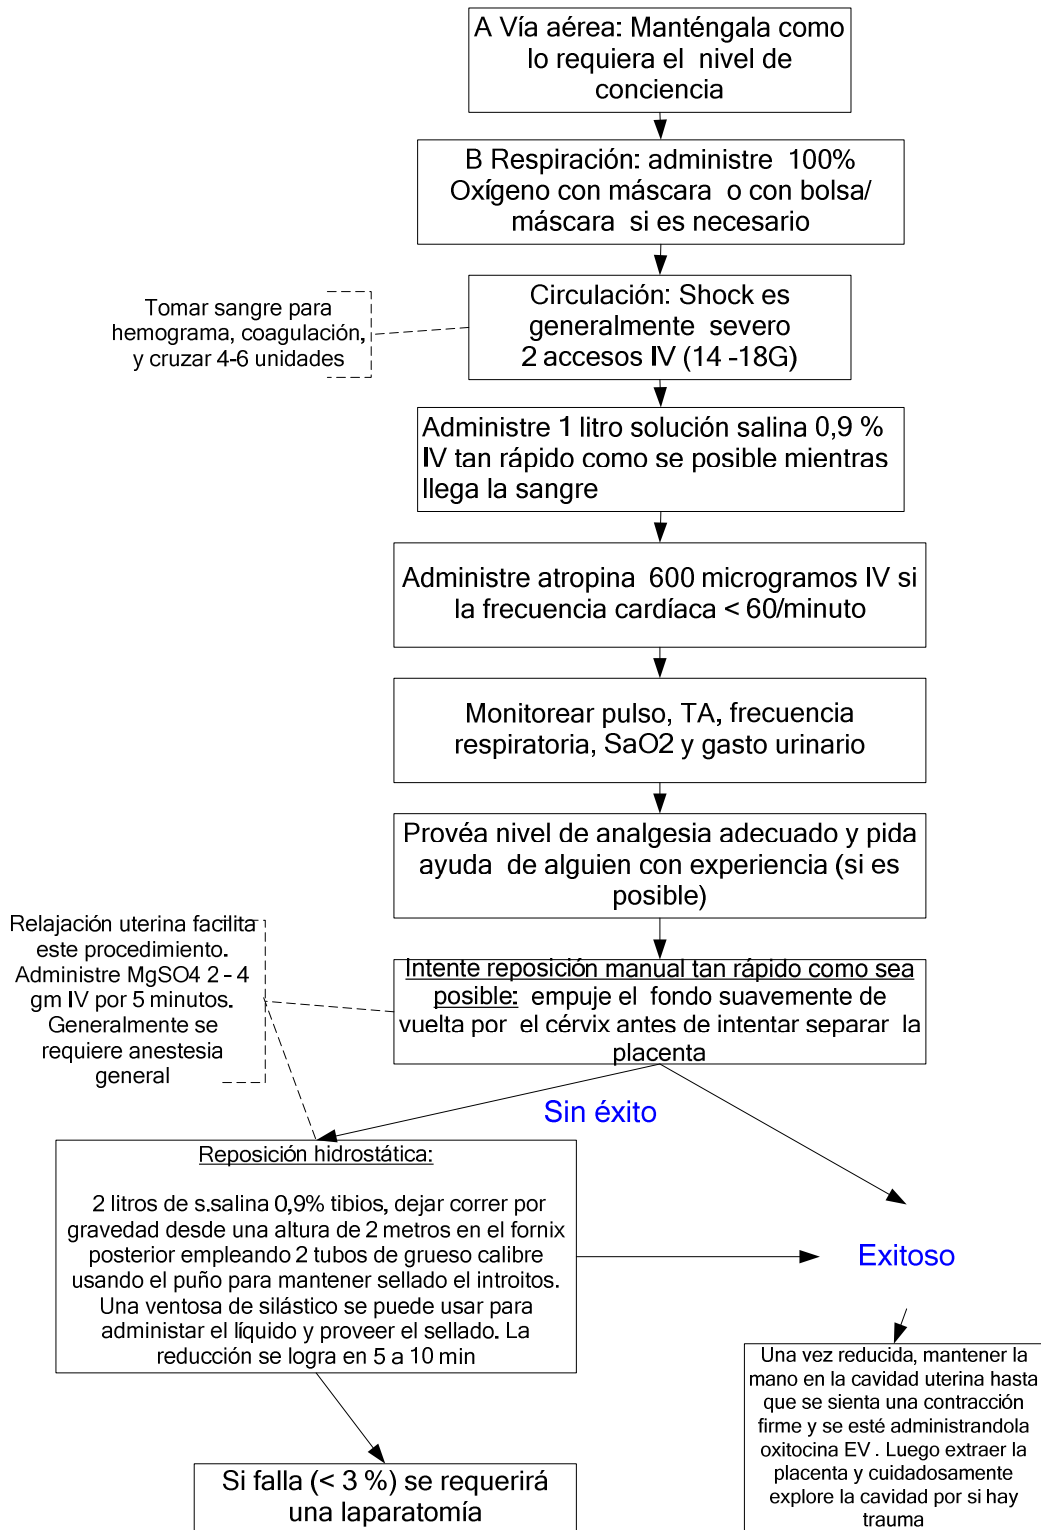 A Vía aérea: Manténgala como
lo requiera el nivel de
conciencia
B Respiración: administre 100%
Oxígeno con máscara o con bolsa/
máscara si es necesario
Tomar sangre para
hemograma, coagulación,
y cruzar 4-6 unidades
Circulación: Shock es
generalmente severo
2 accesos IV (14 -18G)
Administre 1 litro solución salina 0,9 %
IV tan rápido como se posible mientras
llega la sangre
Administre atropina 600 microgramos IV si
la frecuencia cardíaca < 60/minuto
Monitorear pulso, TA, frecuencia
respiratoria, SaO2 y gasto urinario
Provéa nivel de analgesia adecuado y pida
ayuda de alguien con experiencia (si es
posible)
Relajación uterina facilita
este procedimiento.
Administre MgSO4 2 - 4
gm IV por 5 minutos.
Generalmente se
requiere anestesia
general
Intente reposición manual tan rápido como sea
posible: empuje el fondo suavemente de
vuelta por el cérvix antes de intentar separar la
placenta
Sin éxito
Reposición hidrostática:
2 litros de s.salina 0,9% tibios, dejar correr por
gravedad desde una altura de 2 metros en el fornix
posterior empleando 2 tubos de grueso calibre
usando el puño para mantener sellado el introitos.
Una ventosa de silástico se puede usar para
administar el líquido y proveer el sellado. La
reducción se logra en 5 a 10 min
Exitoso
Una vez reducida, mantener la
mano en la cavidad uterina hasta
que se sienta una contracción
firme y se esté administrandola
oxitocina EV . Luego extraer la
placenta y cuidadosamente
explore la cavidad por si hay
trauma
Si falla (< 3 %) se requerirá
una laparatomía